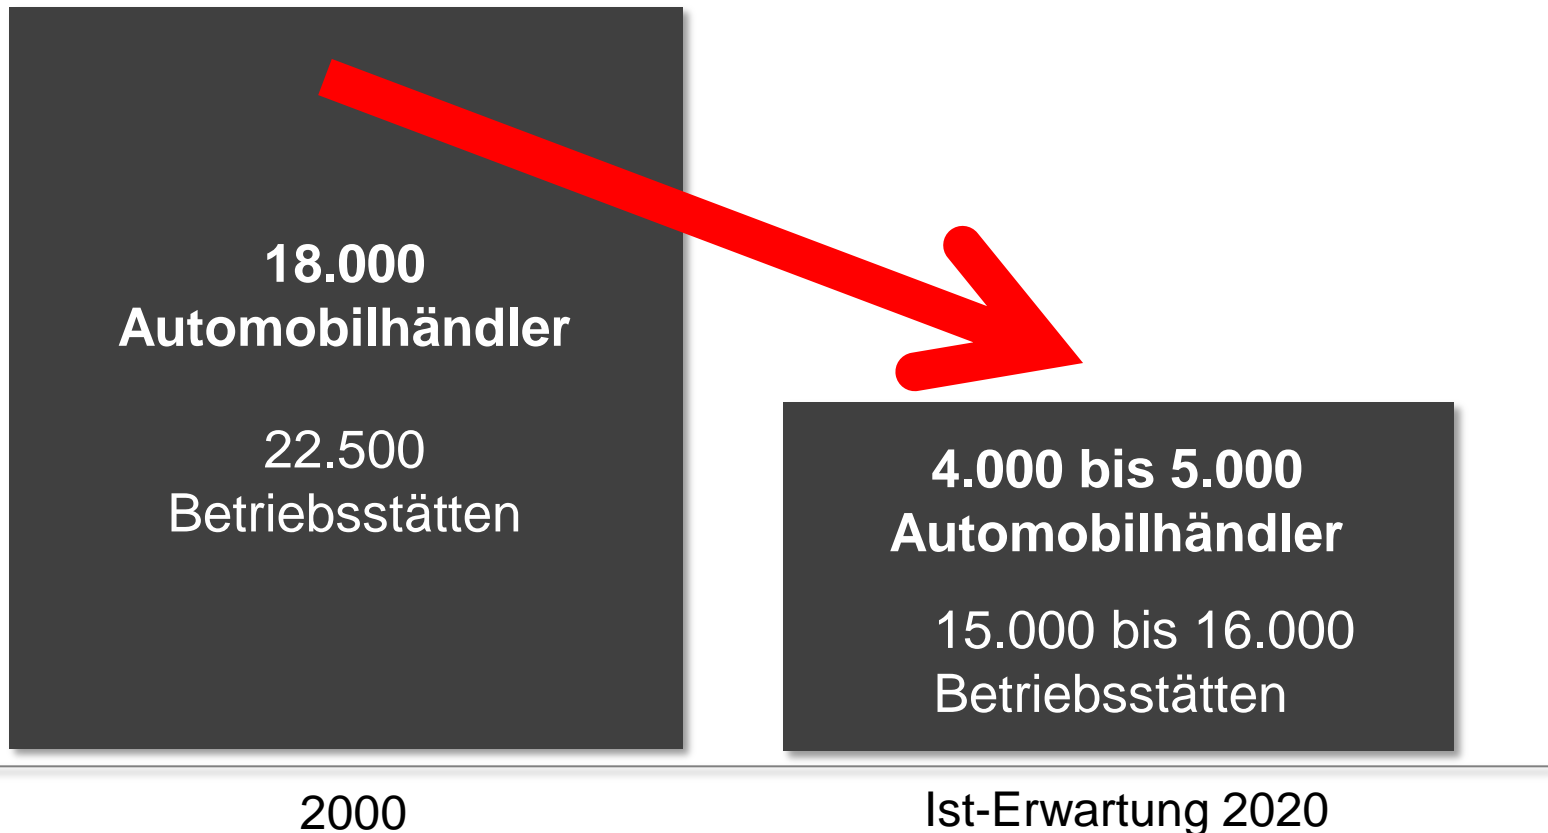 18.000
Automobilhändler
22.500
Betriebsstätten
4.000 bis 5.000
Automobilhändler
15.000 bis 16.000
Betriebsstätten
2000
Ist-Erwartung 2020